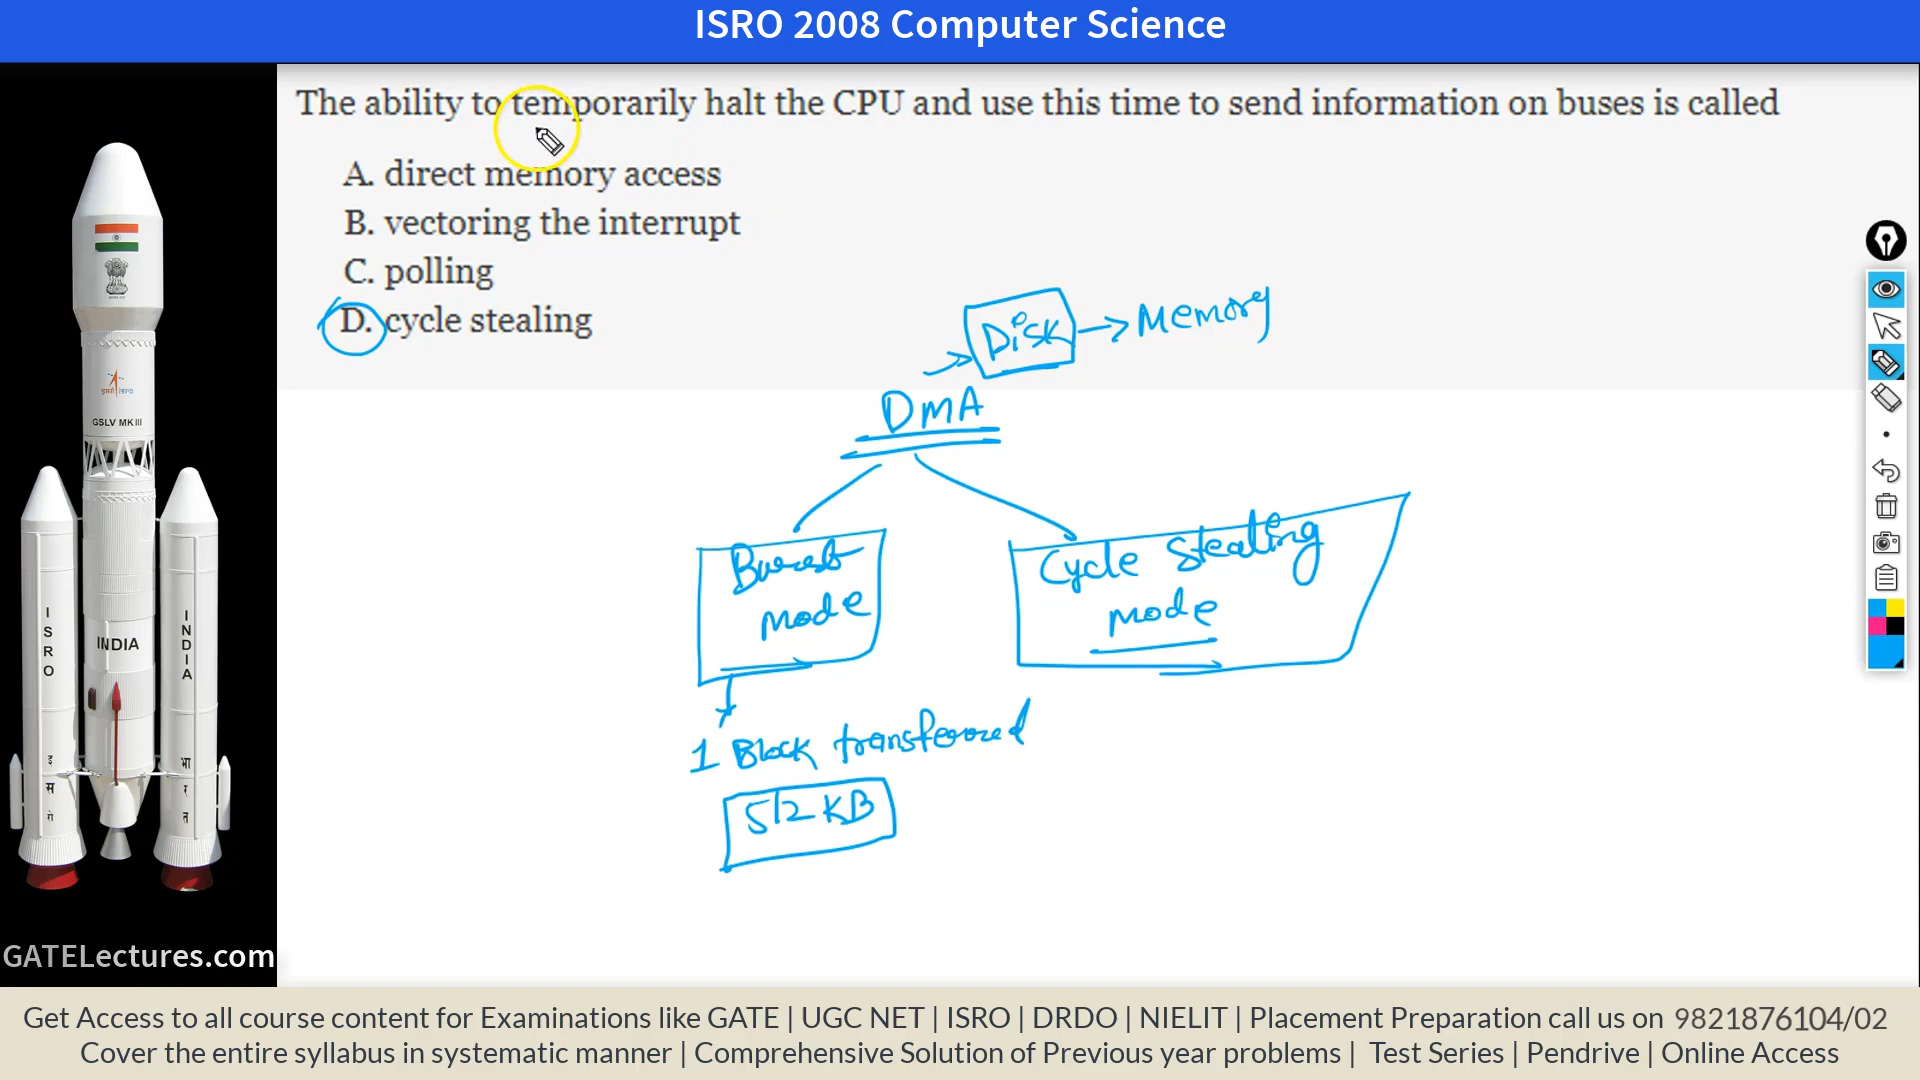 ISRO 2008 Computer Science
The ability to temporarily halt the CPU and use this time to send information on buses is called
A. direct memory access
B. vectoring the interrupt
C. polling
D. cycle stealing
Disk → Memory
DMA
Burst
mode
Cycle Stealing
mode
1 Block transferred
512 KB
इसरो isro
GSLV MK III
INDIA
ISRO
INDIA
इसरो
भारत
GATELectures.com
Get Access to all course content for Examinations like GATE | UGC NET | ISRO | DRDO | NIELIT | Placement Preparation call us on 9821876104/02
Cover the entire syllabus in systematic manner | Comprehensive Solution of Previous year problems | Test Series | Pendrive | Online Access